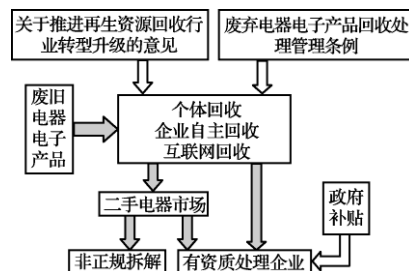 关于推进再生资源回收行
业转型升级的意见
废弃电器电子产品回收处
理管理条例
废旧
电器
电子
产品
个体回收
企业自主回收
互联网回收
二手电器市场
政府
补贴
非正规拆解
有资质处理企业